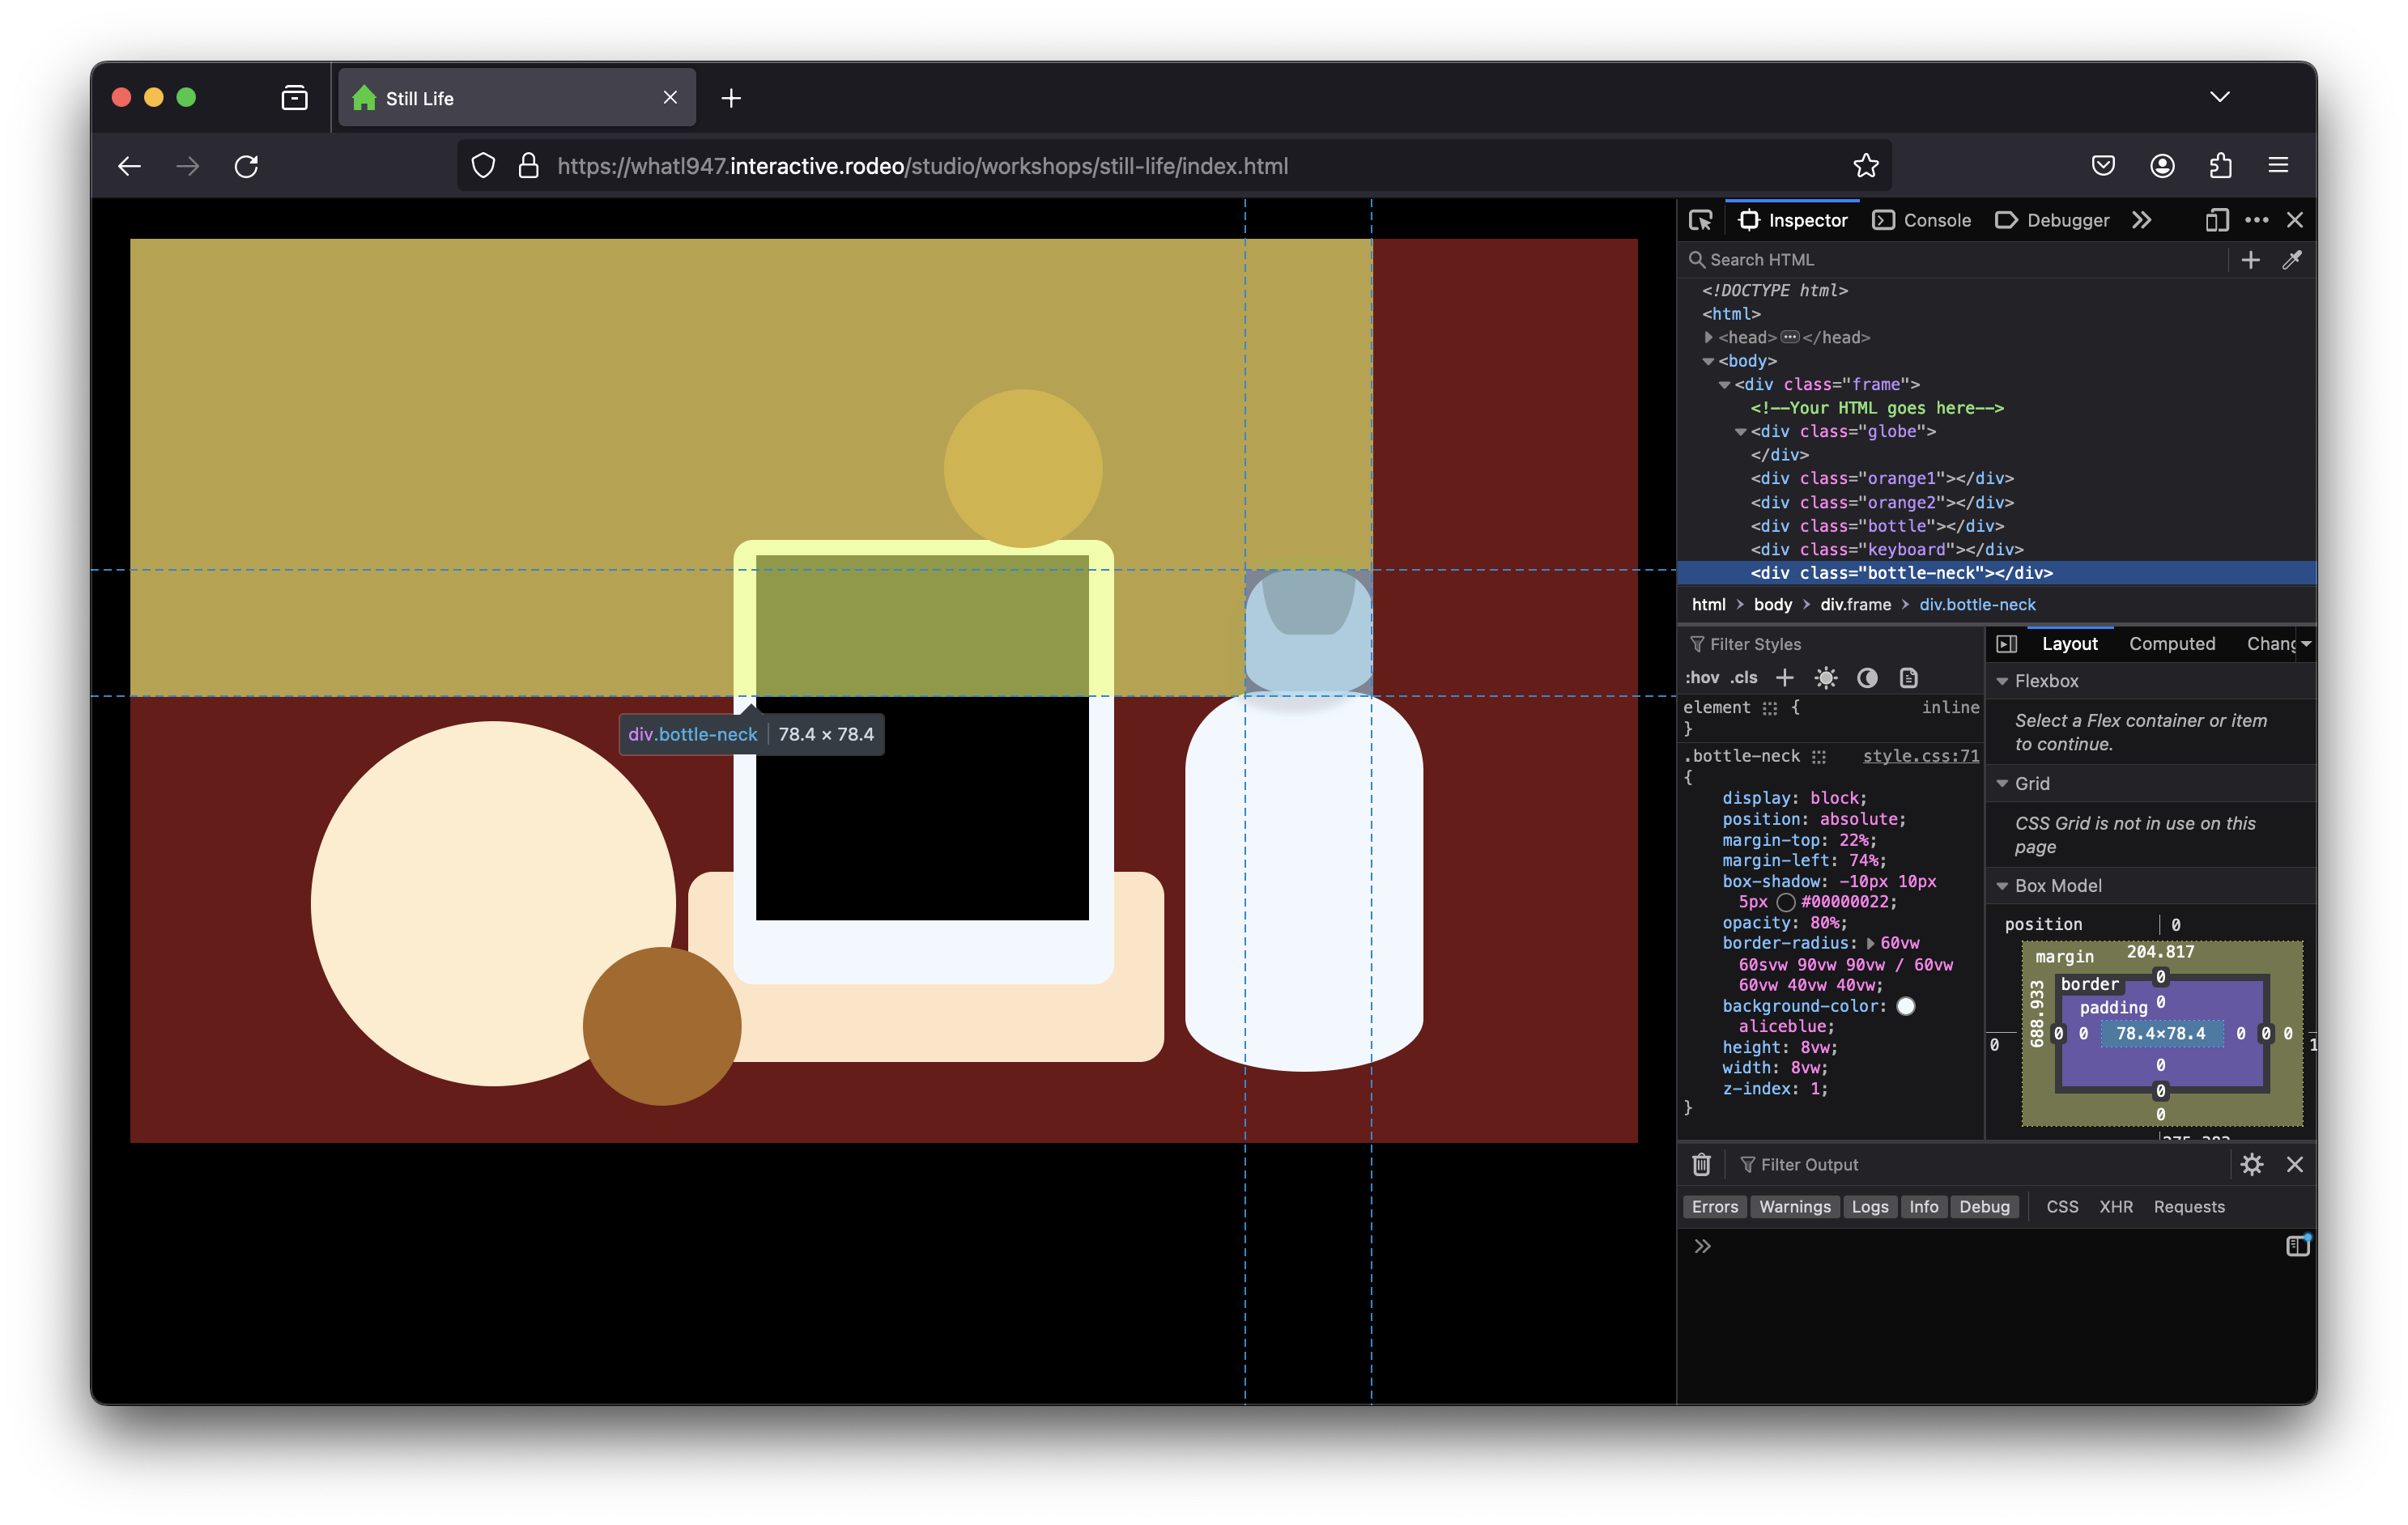 Still Life
https://whatl947.interactive.rodeo/studio/workshops/still-life/index.html
Inspector Console Debugger
Search HTML
<!DOCTYPE html>
<html>
<head></head>
<body>
<div class="frame">
<!--Your HTML goes here-->
<div class="globe">
</div>
<div class="orange1"></div>
<div class="orange2"></div>
<div class="bottle"></div>
<div class="keyboard"></div>
<div class="bottle-neck"></div>
html > body > div.frame > div.bottle-neck
div.bottle-neck | 78.4 × 78.4
Filter Styles
:hov .cls
element { inline
}
.bottle-neck style.css:71
{
display: block;
position: absolute;
margin-top: 22%;
margin-left: 74%;
box-shadow: -10px 10px
5px #00000022;
opacity: 80%;
border-radius: 60vw
60svw 90vw 90vw / 60vw
60vw 40vw 40vw;
background-color:
aliceblue;
height: 8vw;
width: 8vw;
z-index: 1;
}
Layout Computed
Flexbox
Select a Flex container or item
to continue.
Grid
CSS Grid is not in use on this
page
Box Model
position 0
margin 204.817
border 0
padding 0
688.933
0 0 0 78.4×78.4 0 0 0 1
0
0
0
Filter Output
Errors Warnings Logs Info Debug CSS XHR Requests